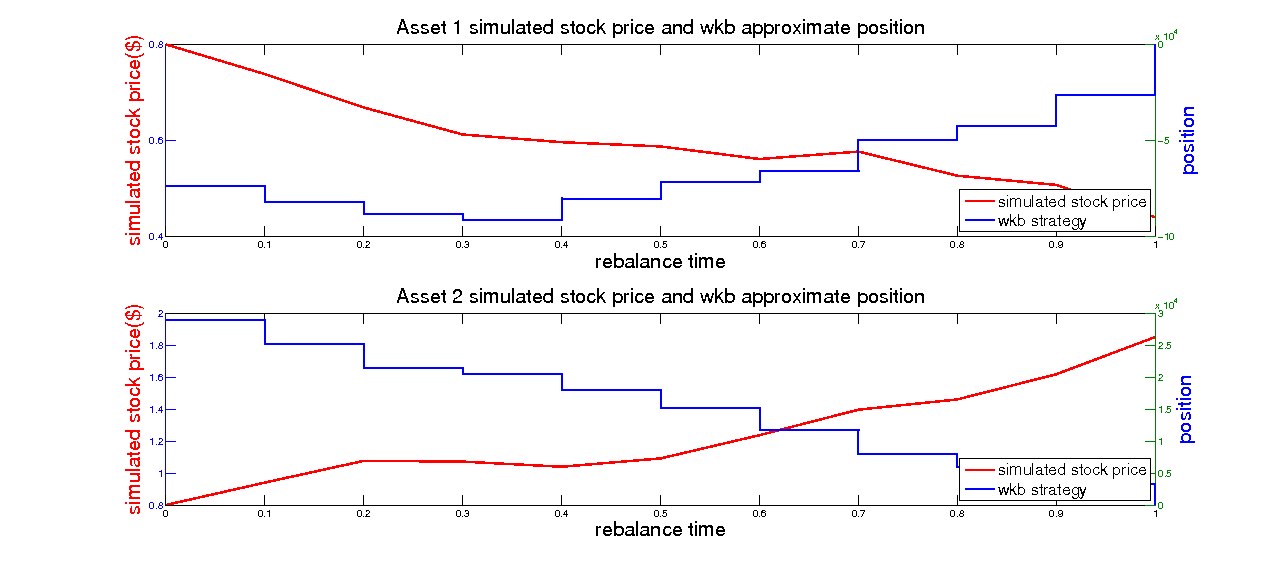 Asset 1 simulated stock price and wkb approximate position
x 10^4
0.8
0.6
0.4
simulated stock price($)
0
−5
−10
position
simulated stock price
wkb strategy
0 0.1 0.2 0.3 0.4 0.5 0.6 0.7 0.8 0.9 1
rebalance time
Asset 2 simulated stock price and wkb approximate position
x 10^4
2
1.8
1.6
1.4
1.2
1
0.8
simulated stock price($)
3
2.5
2
1.5
1
0.5
0
position
simulated stock price
wkb strategy
0 0.1 0.2 0.3 0.4 0.5 0.6 0.7 0.8 0.9 1
rebalance time